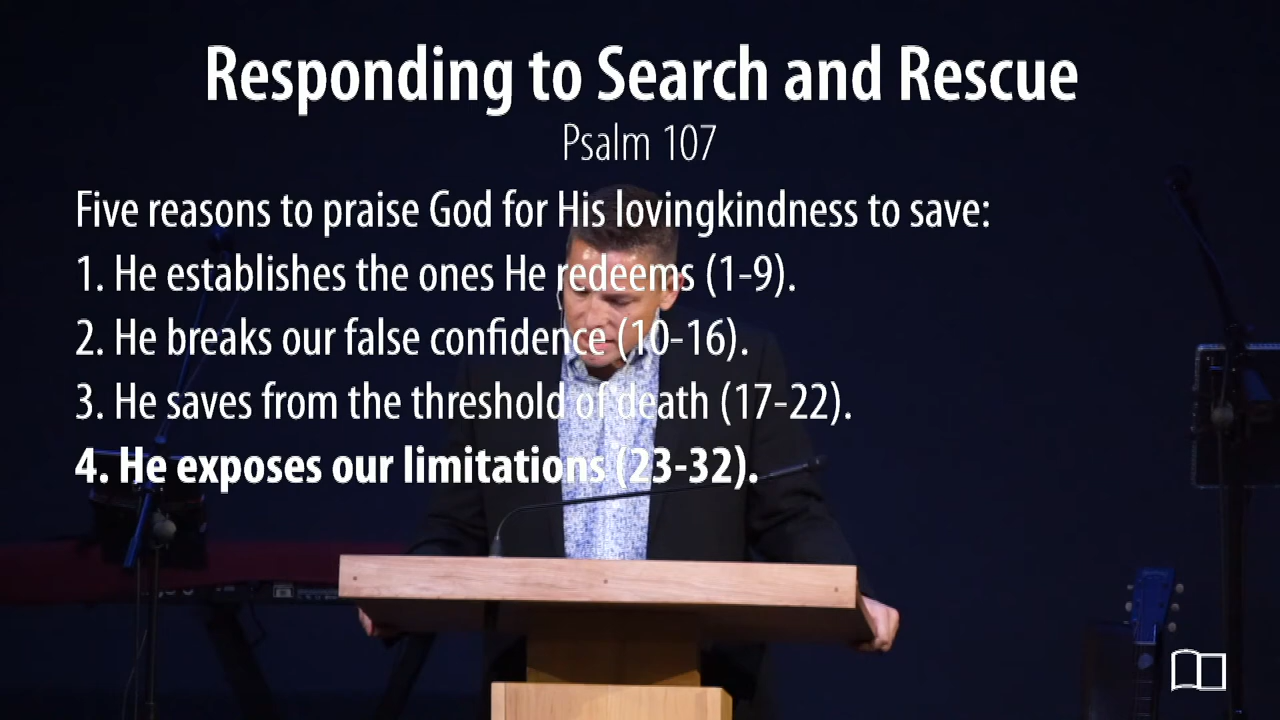 Responding to Search and Rescue
Psalm 107
Five reasons to praise God for His lovingkindness to save:
1. He establishes the ones He redeems (1-9).
2. He breaks our false confidence (10-16).
3. He saves from the threshold of death (17-22).
4. He exposes our limitations (23-32).